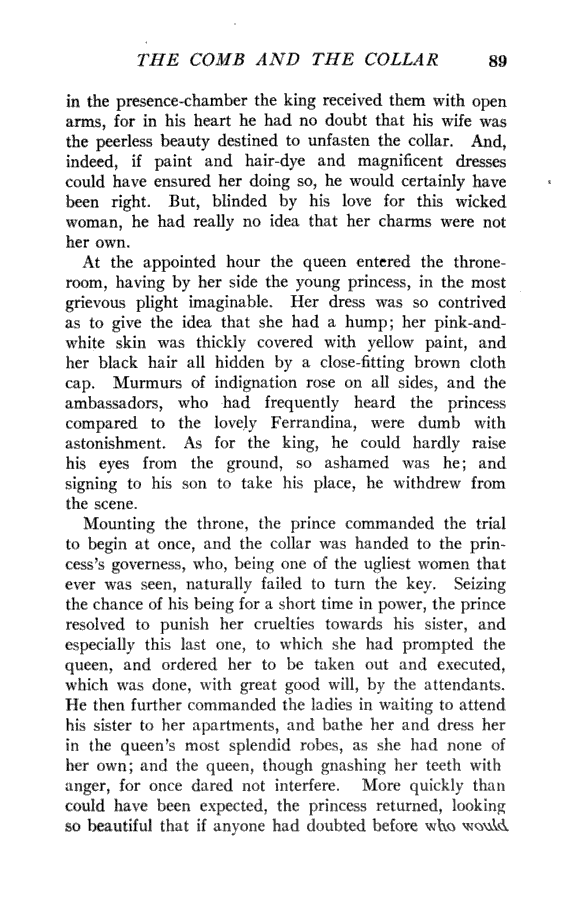 THE COMB AND THE COLLAR 89
in the presence-chamber the king received them with open
arms, for in his heart he had no doubt that his wife was
the peerless beauty destined to unfasten the collar. And,
indeed, if paint and hair-dye and magnificent dresses
could have ensured her doing so, he would certainly have
been right. But, blinded by his love for this wicked
woman, he had really no idea that her charms were not
her own.
At the appointed hour the queen entered the throne-
room, having by her side the young princess, in the most
grievous plight imaginable. Her dress was so contrived
as to give the idea that she had a hump; her pink-and-
white skin was thickly covered with yellow paint, and
her black hair all hidden by a close-fitting brown cloth
cap. Murmurs of indignation rose on all sides, and the
ambassadors, who had frequently heard the princess
compared to the lovely Ferrandina, were dumb with
astonishment. As for the king, he could hardly raise
his eyes from the ground, so ashamed was he; and
signing to his son to take his place, he withdrew from
the scene.
Mounting the throne, the prince commanded the trial
to begin at once, and the collar was handed to the prin-
cess's governess, who, being one of the ugliest women that
ever was seen, naturally failed to turn the key. Seizing
the chance of his being for a short time in power, the prince
resolved to punish her cruelties towards his sister, and
especially this last one, to which she had prompted the
queen, and ordered her to be taken out and executed,
which was done, with great good will, by the attendants.
He then further commanded the ladies in waiting to attend
his sister to her apartments, and bathe her and dress her
in the queen's most splendid robes, as she had none of
her own; and the queen, though gnashing her teeth with
anger, for once dared not interfere. More quickly than
could have been expected, the princess returned, looking
so beautiful that if anyone had doubted before who would